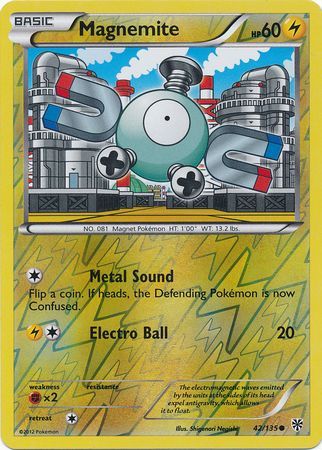 BASIC
Magnemite
HP60
NO. 081 Magnet Pokémon HT: 1'00" WT: 13.2 lbs.
Metal Sound
Flip a coin. If heads, the Defending Pokémon is now
Confused.
Electro Ball 20
weakness resistance
×2
retreat
The electromagnetic waves emitted
by the units at the sides of its head
expel antigravity, which allows
it to float.
Illus. Shigenori Negishi
42/135
©2012 Pokémon